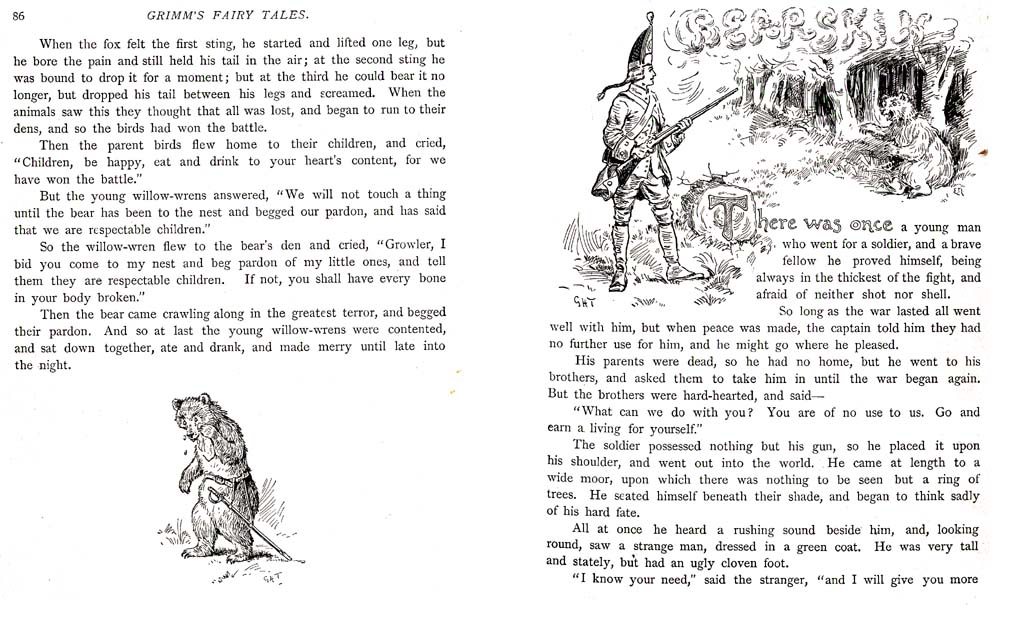 86
GRIMM'S FAIRY TALES.
When the fox felt the first sting, he started and lifted one leg, but
he bore the pain and still held his tail in the air; at the second sting he
was bound to drop it for a moment; but at the third he could bear it no
longer, but dropped his tail between his legs and screamed. When the
animals saw this they thought that all was lost, and began to run to their
dens, and so the birds had won the battle.
Then the parent birds flew home to their children, and cried,
"Children, be happy, eat and drink to your heart's content, for we
have won the battle."
But the young willow-wrens answered, "We will not touch a thing
until the bear has been to the nest and begged our pardon, and has said
that we are respectable children."
So the willow-wren flew to the bear's den and cried, "Growler, I
bid you come to my nest and beg pardon of my little ones, and tell
them they are respectable children. If not, you shall have every bone
in your body broken."
Then the bear came crawling along in the greatest terror, and begged
their pardon. And so at last the young willow-wrens were contented,
and sat down together, ate and drank, and made merry until late into
the night.
GHT
BEARSKIN
There was once a young man
who went for a soldier, and a brave
fellow he proved himself, being
always in the thickest of the fight, and
afraid of neither shot nor shell.
GHT
So long as the war lasted all went
well with him, but when peace was made, the captain told him they had
no further use for him, and he might go where he pleased.
His parents were dead, so he had no home, but he went to his
brothers, and asked them to take him in until the war began again.
But the brothers were hard-hearted, and said—
"What can we do with you? You are of no use to us. Go and
earn a living for yourself."
The soldier possessed nothing but his gun, so he placed it upon
his shoulder, and went out into the world. He came at length to a
wide moor, upon which there was nothing to be seen but a ring of
trees. He seated himself beneath their shade, and began to think sadly
of his hard fate.
All at once he heard a rushing sound beside him, and, looking
round, saw a strange man, dressed in a green coat. He was very tall
and stately, but had an ugly cloven foot.
"I know your need," said the stranger, "and I will give you more